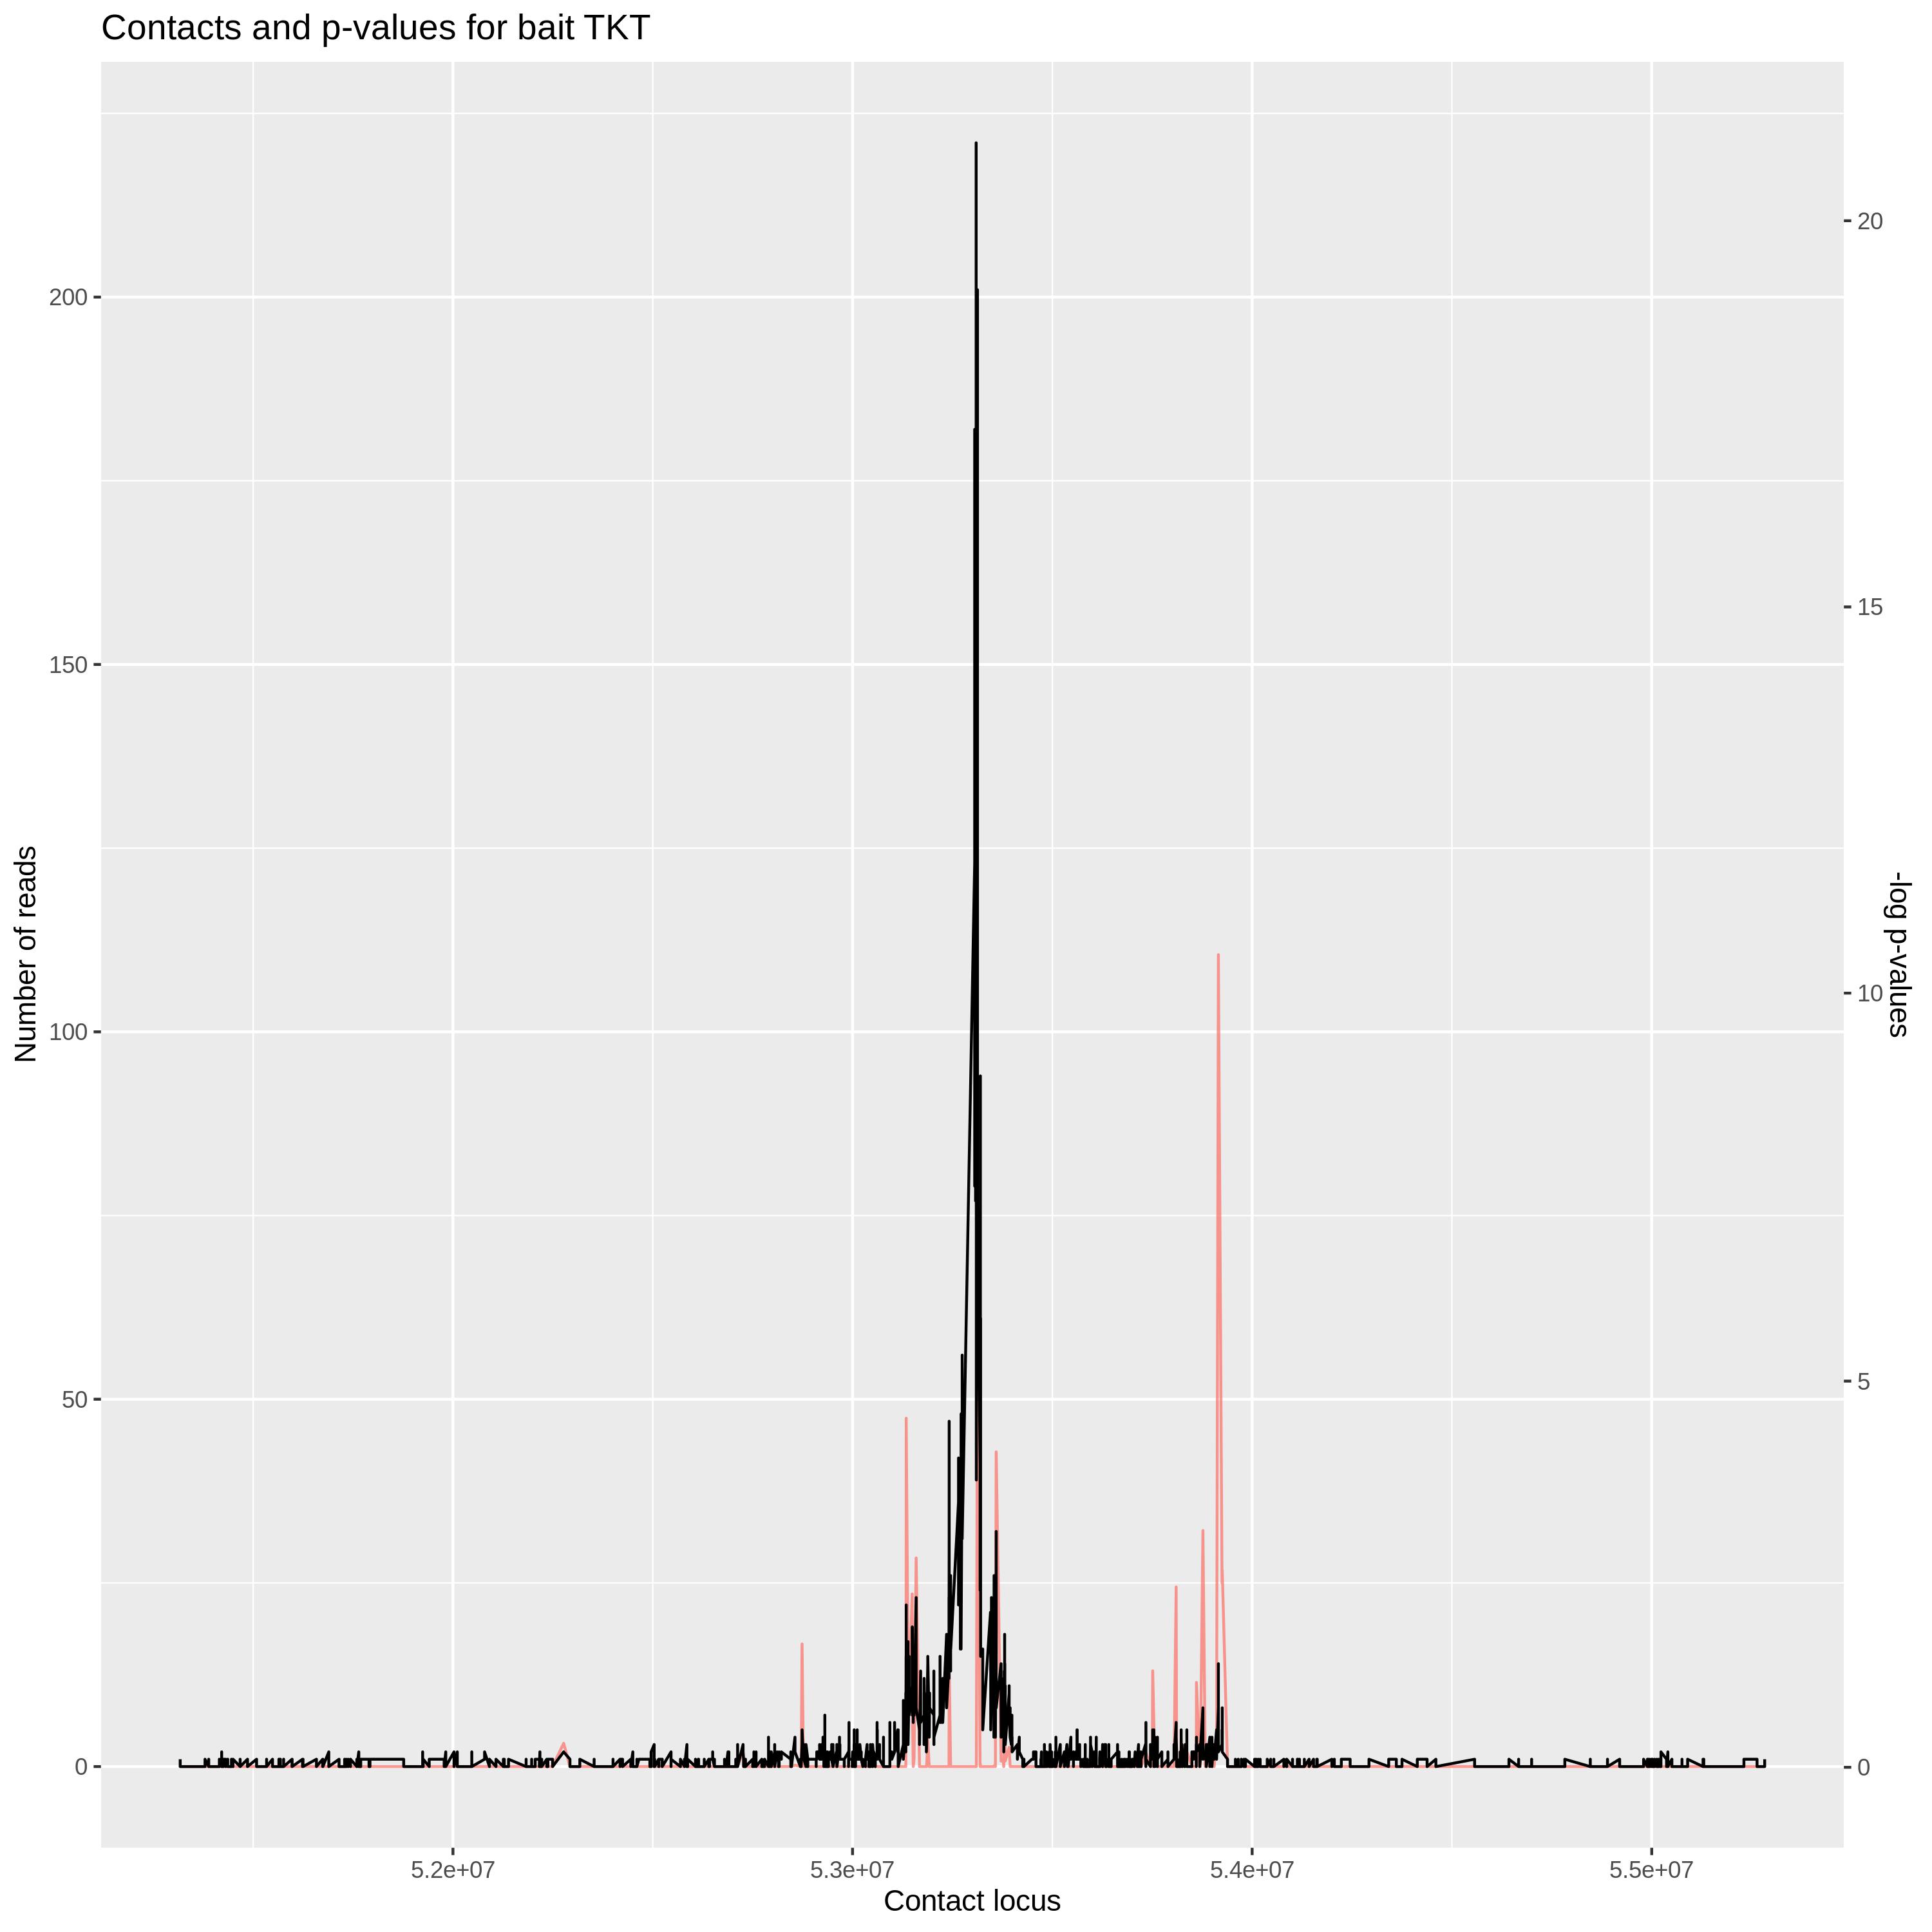 Contacts and p-values for bait TKT
Number of reads
200
150
100
50
0
20
15
10
5
0
-log p-values
5.2e+07 5.3e+07 5.4e+07 5.5e+07
Contact locus